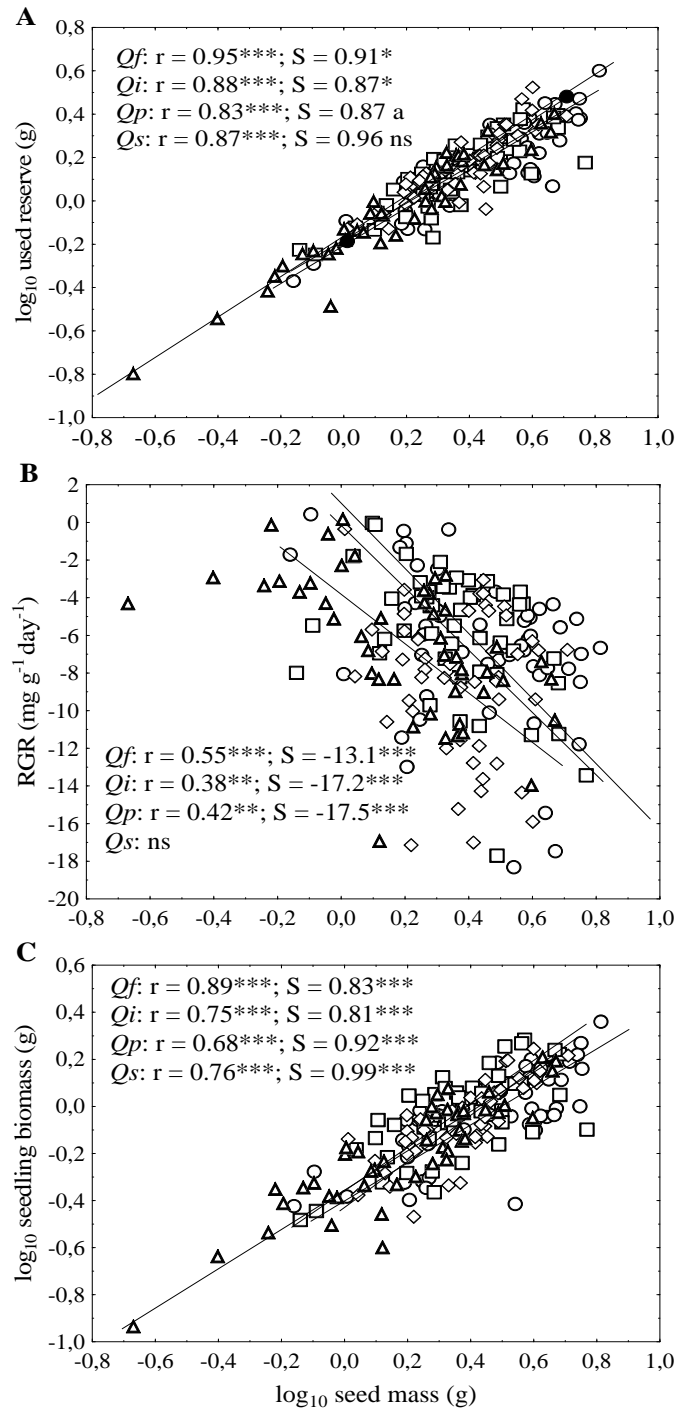 A
Qf: r = 0.95***; S = 0.91*
Qi: r = 0.88***; S = 0.87*
Qp: r = 0.83***; S = 0.87 a
Qs: r = 0.87***; S = 0.96 ns
log10 used reserve (g)
0,8
0,6
0,4
0,2
0,0
-0,2
-0,4
-0,6
-0,8
-1,0
-0,8 -0,6 -0,4 -0,2 0,0 0,2 0,4 0,6 0,8 1,0
B
RGR (mg g-1 day-1)
2
0
-2
-4
-6
-8
-10
-12
-14
-16
-18
-20
Qf: r = 0.55***; S = -13.1***
Qi: r = 0.38**; S = -17.2***
Qp: r = 0.42**; S = -17.5***
Qs: ns
-0,8 -0,6 -0,4 -0,2 0,0 0,2 0,4 0,6 0,8 1,0
C
Qf: r = 0.89***; S = 0.83***
Qi: r = 0.75***; S = 0.81***
Qp: r = 0.68***; S = 0.92***
Qs: r = 0.76***; S = 0.99***
log10 seedling biomass (g)
0,6
0,4
0,2
0,0
-0,2
-0,4
-0,6
-0,8
-1,0
-0,8 -0,6 -0,4 -0,2 0,0 0,2 0,4 0,6 0,8 1,0
log10 seed mass (g)